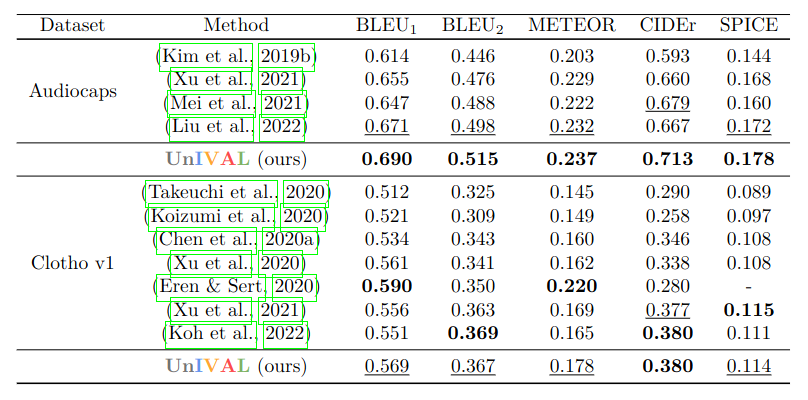 Dataset Method BLEU1 BLEU2 METEOR CIDEr SPICE
(Kim et al., 2019b) 0.614 0.446 0.203 0.593 0.144
(Xu et al., 2021) 0.655 0.476 0.229 0.660 0.168
Audiocaps
(Mei et al., 2021) 0.647 0.488 0.222 0.679 0.160
(Liu et al., 2022) 0.671 0.498 0.232 0.667 0.172
UnIVAL (ours) 0.690 0.515 0.237 0.713 0.178
(Takeuchi et al., 2020) 0.512 0.325 0.145 0.290 0.089
(Koizumi et al., 2020) 0.521 0.309 0.149 0.258 0.097
(Chen et al., 2020a) 0.534 0.343 0.160 0.346 0.108
Clotho v1 (Xu et al., 2020) 0.561 0.341 0.162 0.338 0.108
(Eren & Sert, 2020) 0.590 0.350 0.220 0.280 -
(Xu et al., 2021) 0.556 0.363 0.169 0.377 0.115
(Koh et al., 2022) 0.551 0.369 0.165 0.380 0.111
UnIVAL (ours) 0.569 0.367 0.178 0.380 0.114